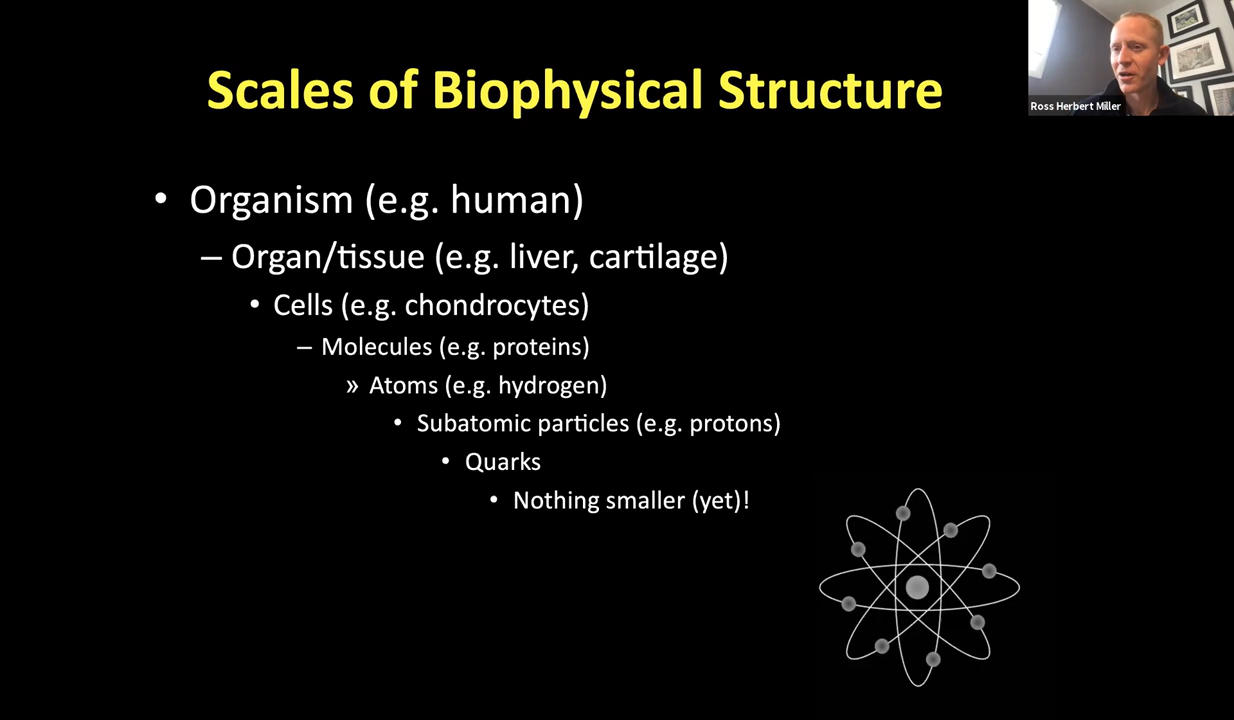 Scales of Biophysical Structure
Ross Herbert Miller
• Organism (e.g. human)
– Organ/tissue (e.g. liver, cartilage)
• Cells (e.g. chondrocytes)
– Molecules (e.g. proteins)
» Atoms (e.g. hydrogen)
• Subatomic particles (e.g. protons)
• Quarks
• Nothing smaller (yet)!